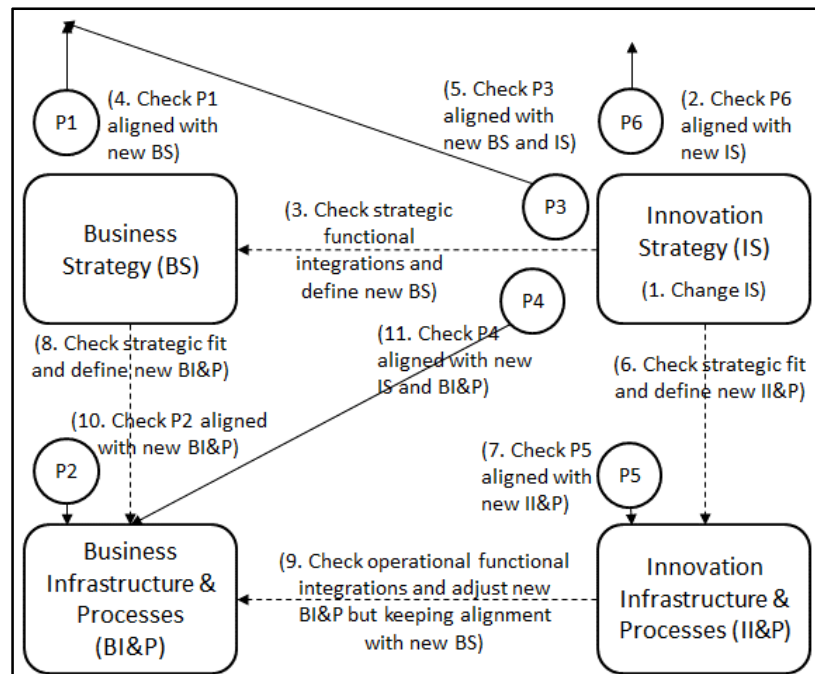 P1
(4. Check P1
aligned with
new BS)
(5. Check P3
aligned with
new BS and IS)
P6
(2. Check P6
aligned with
new IS)
Business
Strategy (BS)
(3. Check strategic
functional
integrations and
define new BS)
P3
Innovation
Strategy (IS)
(1. Change IS)
P4
(8. Check strategic fit
and define new BI&P)
(11. Check P4
aligned with new
IS and BI&P)
(6. Check strategic fit
and define new II&P)
(10. Check P2 aligned
with new BI&P)
P2
(7. Check P5
aligned with
new II&P)
P5
Business
Infrastructure &
Processes
(BI&P)
(9. Check operational functional
integrations and adjust new
BI&P but keeping alignment
with new BS)
Innovation
Infrastructure &
Processes (II&P)